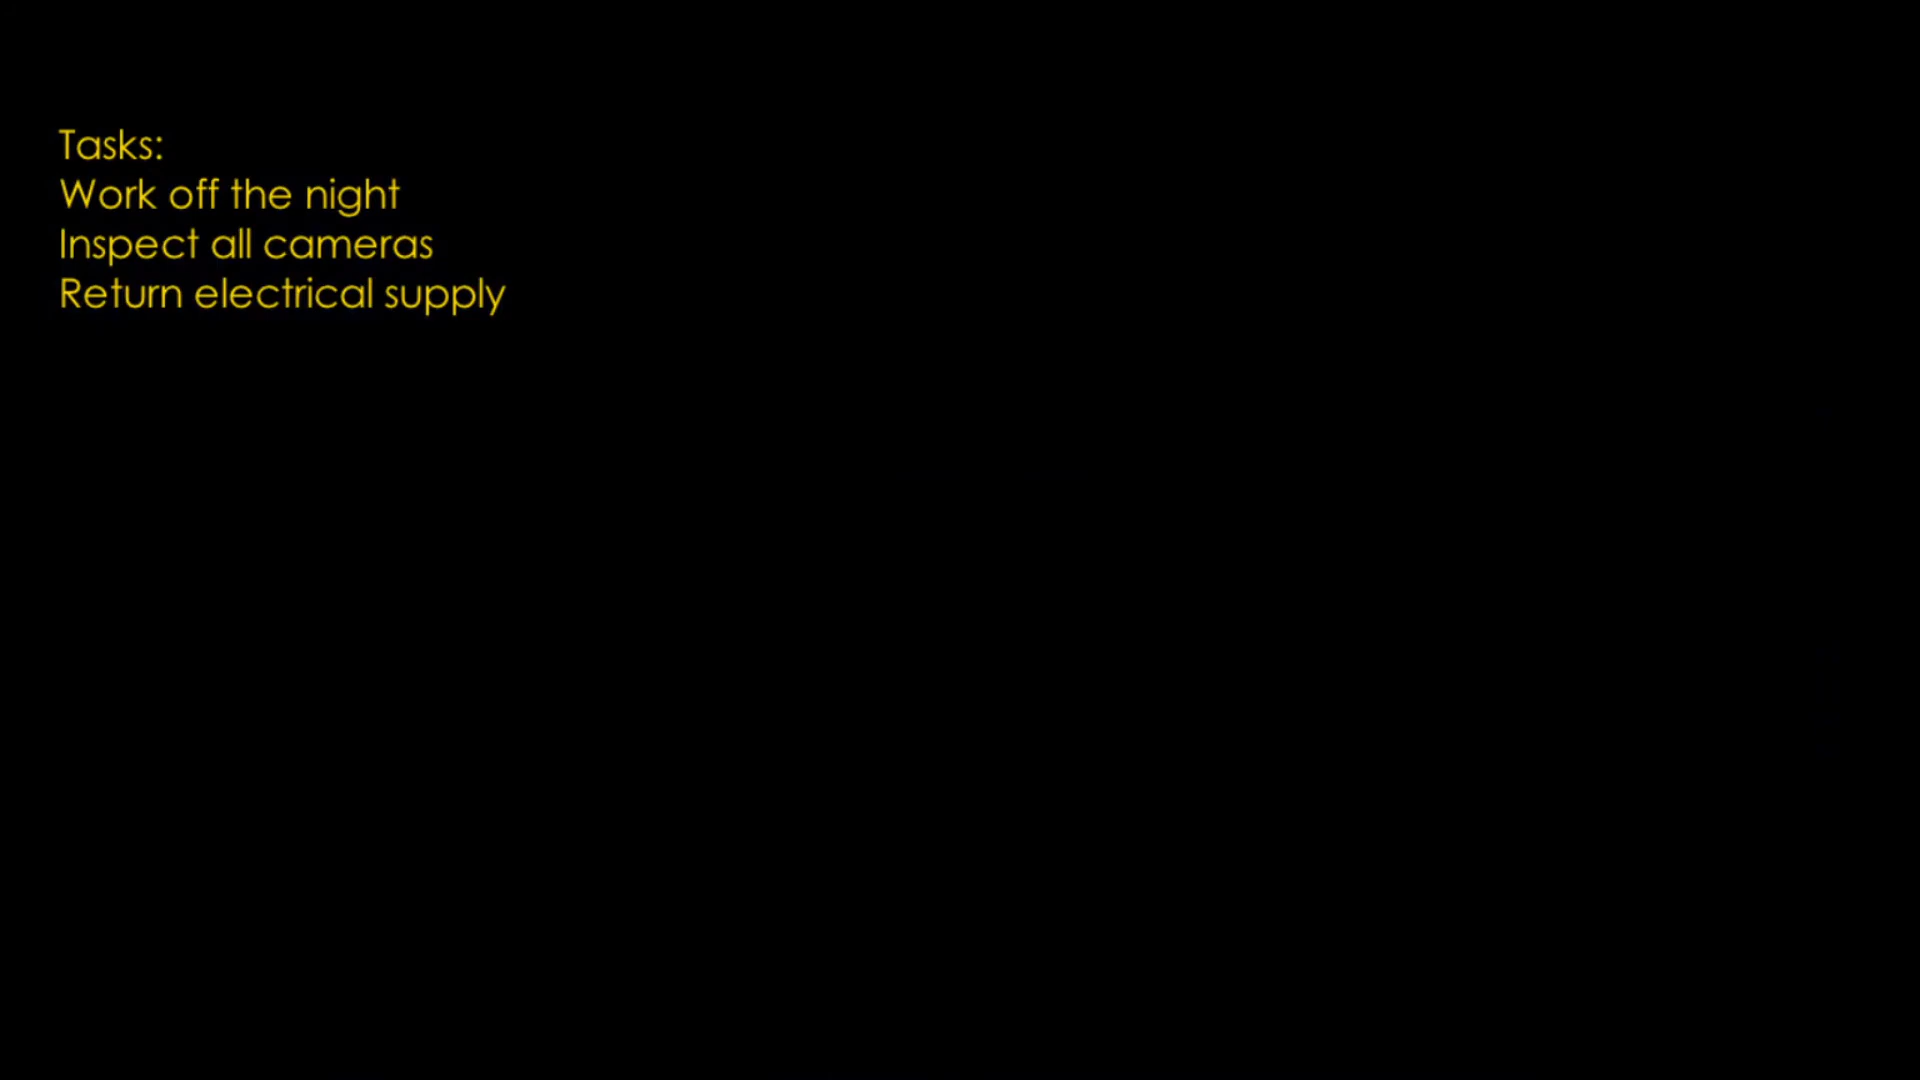 Tasks:
Work off the night
Inspect all cameras
Return electrical supply